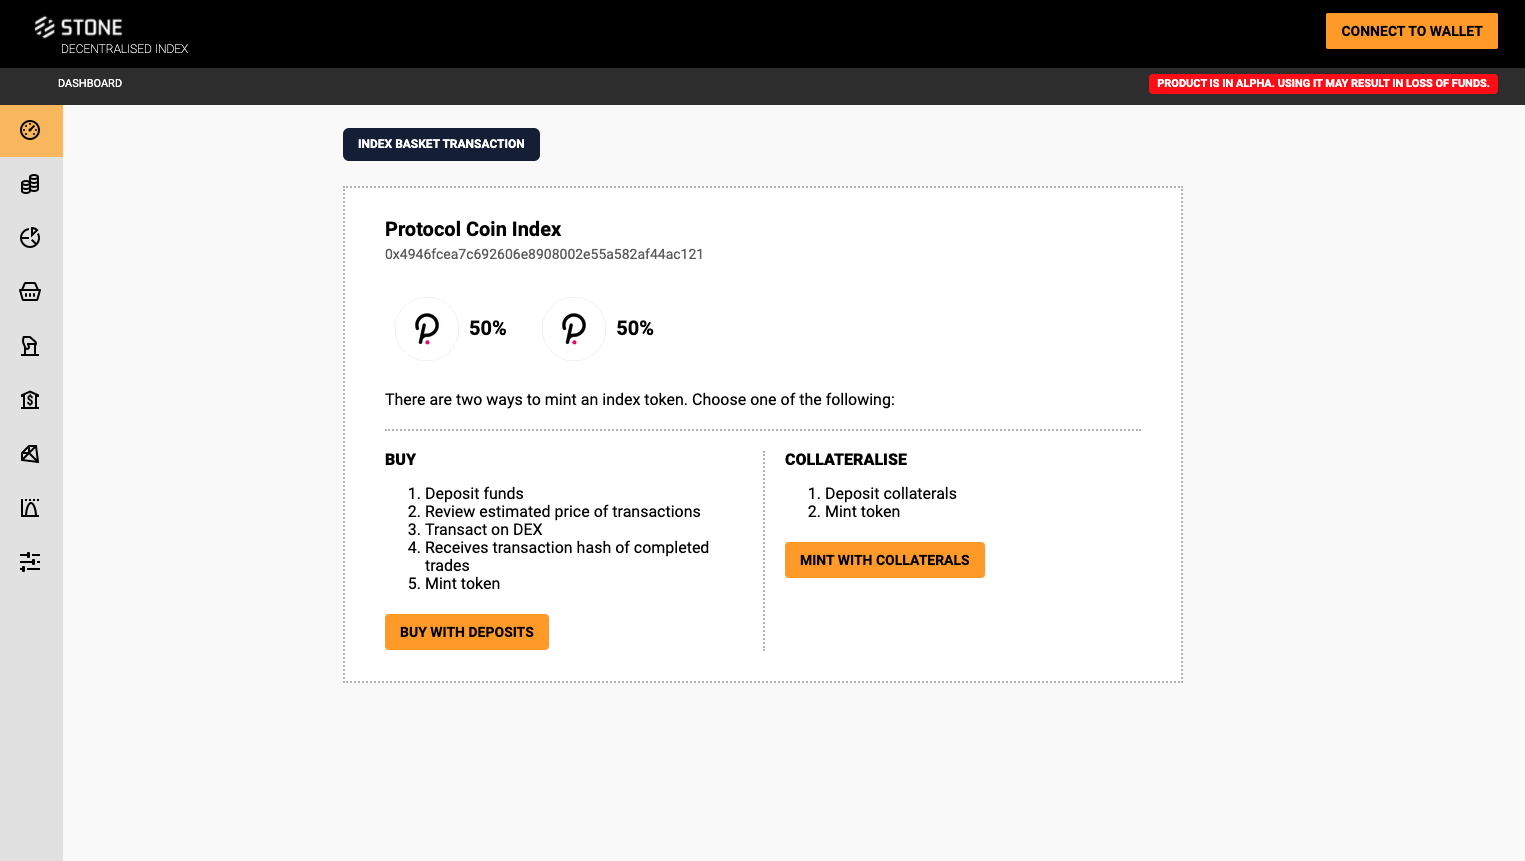 STONE
DECENTRALISED INDEX
CONNECT TO WALLET
DASHBOARD
PRODUCT IS IN ALPHA. USING IT MAY RESULT IN LOSS OF FUNDS.
INDEX BASKET TRANSACTION
Protocol Coin Index
0x4946fcea7c692606e8908002e55a582af44ac121
50%
50%
There are two ways to mint an index token. Choose one of the following:
BUY
1. Deposit funds
2. Review estimated price of transactions
3. Transact on DEX
4. Receives transaction hash of completed
trades
5. Mint token
BUY WITH DEPOSITS
COLLATERALISE
1. Deposit collaterals
2. Mint token
MINT WITH COLLATERALS